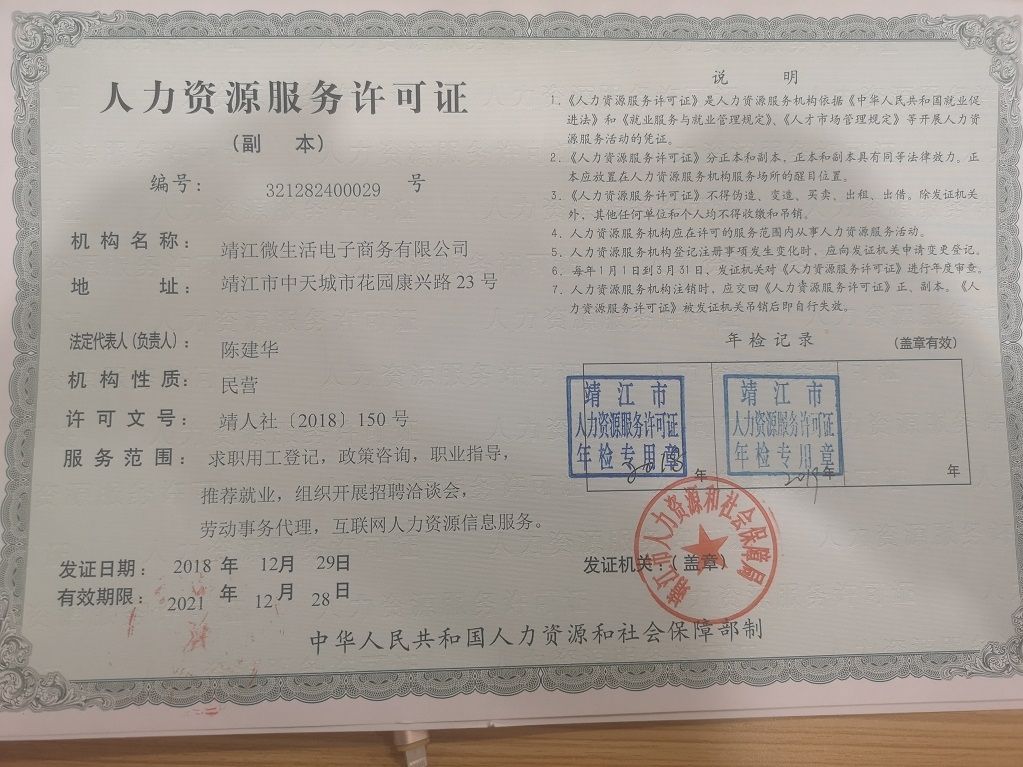 人力资源服务许可证
（副 本）
编号： 321282400029 号
机构名称： 靖江微生活电子商务有限公司
地 址： 靖江市中天城市花园康兴路23号
法定代表人（负责人）： 陈建华
机构性质： 民营
许可文号： 靖人社〔2018〕150号
服务范围： 求职用工登记，政策咨询，职业指导，
推荐就业，组织开展招聘洽谈会，
劳动事务代理，互联网人力资源信息服务。
发证日期： 2018 年 12月 29日
有效期限： 2021 年 12 月 28 日
说 明
1．《人力资源服务许可证》是人力资源服务机构依据《中华人民共和国就业促
进法》和《就业服务与就业管理规定》、《人才市场管理规定》等开展人力资
源服务活动的凭证。
2．《人力资源服务许可证》分正本和副本，正本和副本具有同等法律效力。正
本应放置在人力资源服务机构服务场所的醒目位置。
3．《人力资源服务许可证》不得伪造、变造、买卖、出租、出借。除发证机关
外，其他任何单位和个人均不得收缴和吊销。
4．人力资源服务机构应在许可的服务范围内从事人力资源服务活动。
5．人力资源服务机构登记注册事项发生变化时，应向发证机关申请变更登记。
6．每年1月1日到3月31日，发证机关对《人力资源服务许可证》进行年度审查。
7．人力资源服务机构注销时，应交回《人力资源服务许可证》正、副本。《人
力资源服务许可证》被发证机关吊销后即自行失效。
年检记录 （盖章有效）
靖江市
人力资源服务许可证
年检专用章
2018 年
靖江市
人力资源服务许可证
年检专用章
2019 年
年
发证机关：（盖章）
靖江市人力资源和社会保障局
中华人民共和国人力资源和社会保障部制